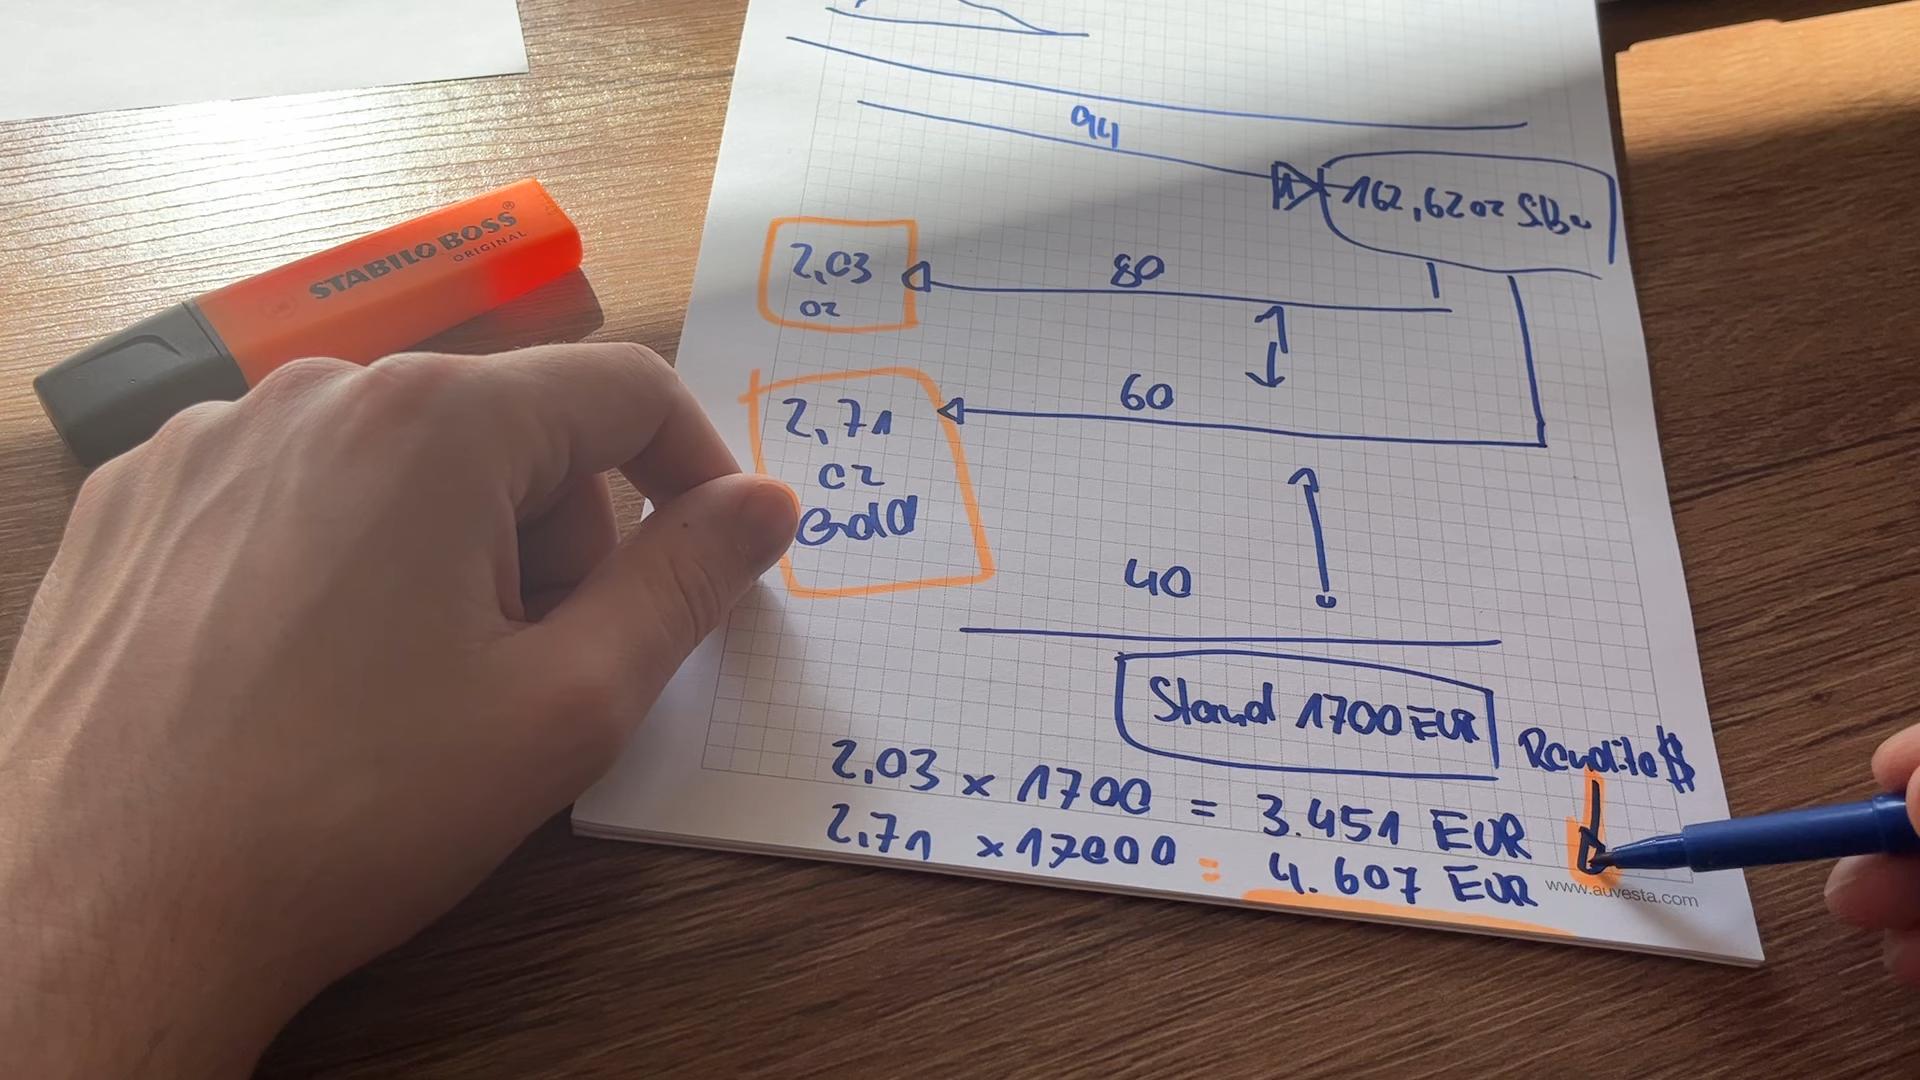 94
162,62 oz Silber
2,03
oz
80
60
2,71
oz
Gold
40
Stand 1700 EUR
Rendite $
2,03 x 1700 = 3.451 EUR
2,71 x 17000 = 4.607 EUR
www.auvesta.com
STABILO BOSS®
ORIGINAL